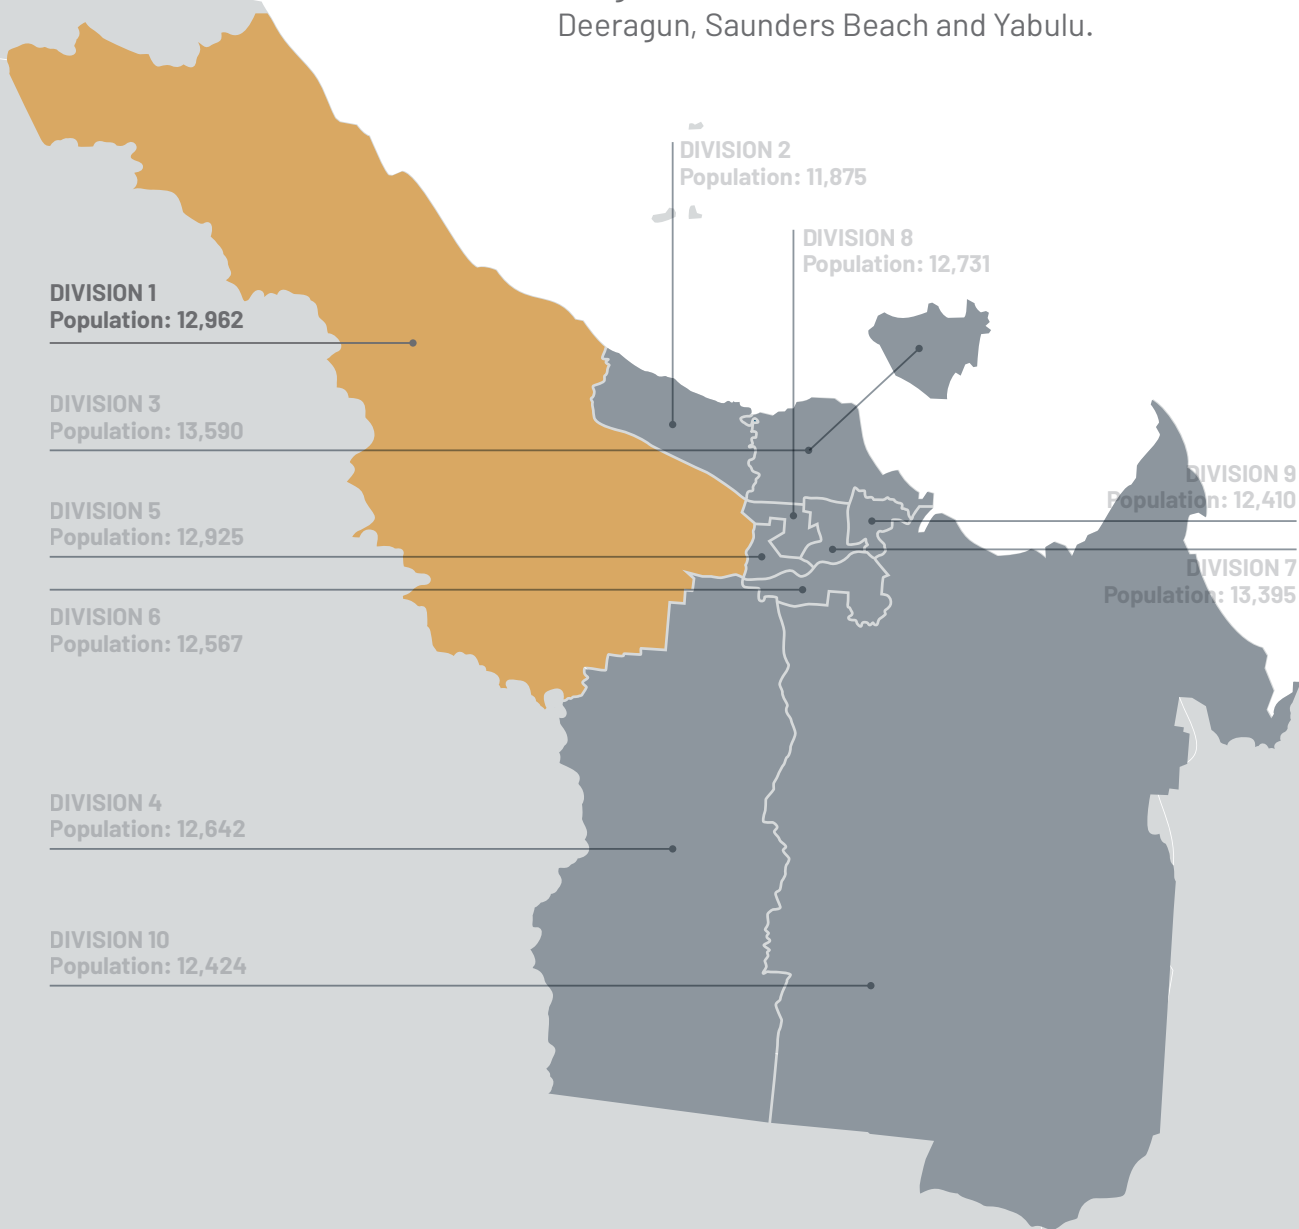 Deeragun, Saunders Beach and Yabulu.
DIVISION 2
Population: 11,875
DIVISION 8
Population: 12,731
DIVISION 1
Population: 12,962
DIVISION 3
Population: 13,590
DIVISION 9
Population: 12,410
DIVISION 5
Population: 12,925
DIVISION 7
Population: 13,395
DIVISION 6
Population: 12,567
DIVISION 4
Population: 12,642
DIVISION 10
Population: 12,424